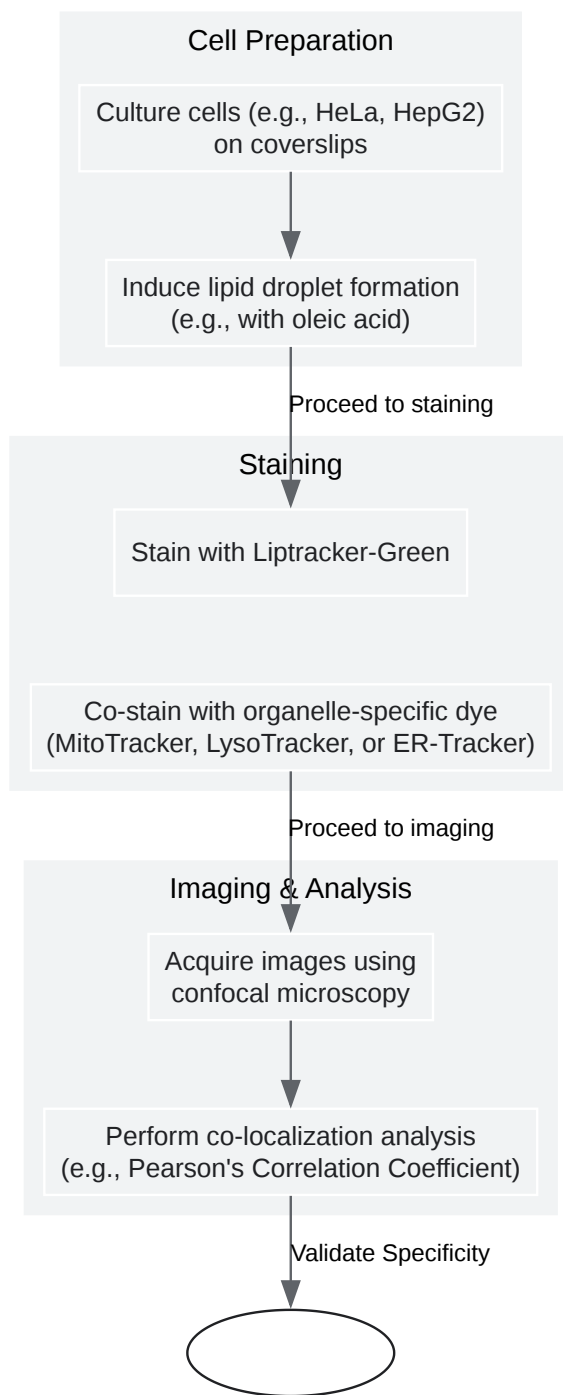 Cell Preparation
Culture cells (e.g., HeLa, HepG2)
on coverslips
Induce lipid droplet formation
(e.g., with oleic acid)
Proceed to staining
Staining
Stain with Liptracker-Green
Co-stain with organelle-specific dye
(MitoTracker, LysoTracker, or ER-Tracker)
Proceed to imaging
Imaging & Analysis
Acquire images using
confocal microscopy
Perform co-localization analysis
(e.g., Pearson's Correlation Coefficient)
Validate Specificity